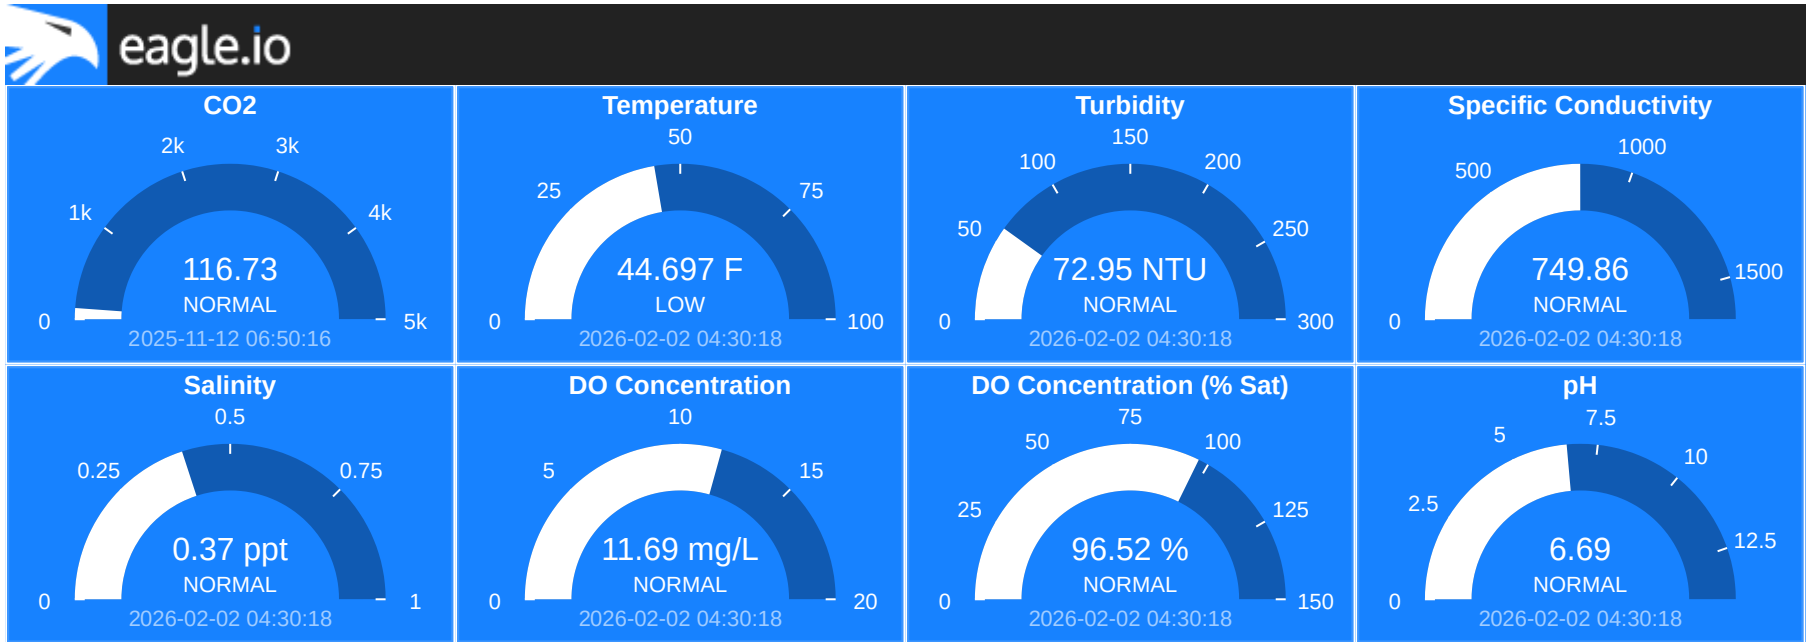 eagle.io
CO2
0
1k
2k
3k
4k
5k
116.73
NORMAL
2025-11-12 06:50:16
Temperature
0
25
50
75
100
44.697 F
LOW
2026-02-02 04:30:18
Turbidity
0
50
100
150
200
250
300
72.95 NTU
NORMAL
2026-02-02 04:30:18
Specific Conductivity
0
500
1000
1500
749.86
NORMAL
2026-02-02 04:30:18
Salinity
0
0.25
0.5
0.75
1
0.37 ppt
NORMAL
2026-02-02 04:30:18
DO Concentration
0
5
10
15
20
11.69 mg/L
NORMAL
2026-02-02 04:30:18
DO Concentration (% Sat)
0
25
50
75
100
125
150
96.52 %
NORMAL
2026-02-02 04:30:18
pH
0
2.5
5
7.5
10
12.5
6.69
NORMAL
2026-02-02 04:30:18